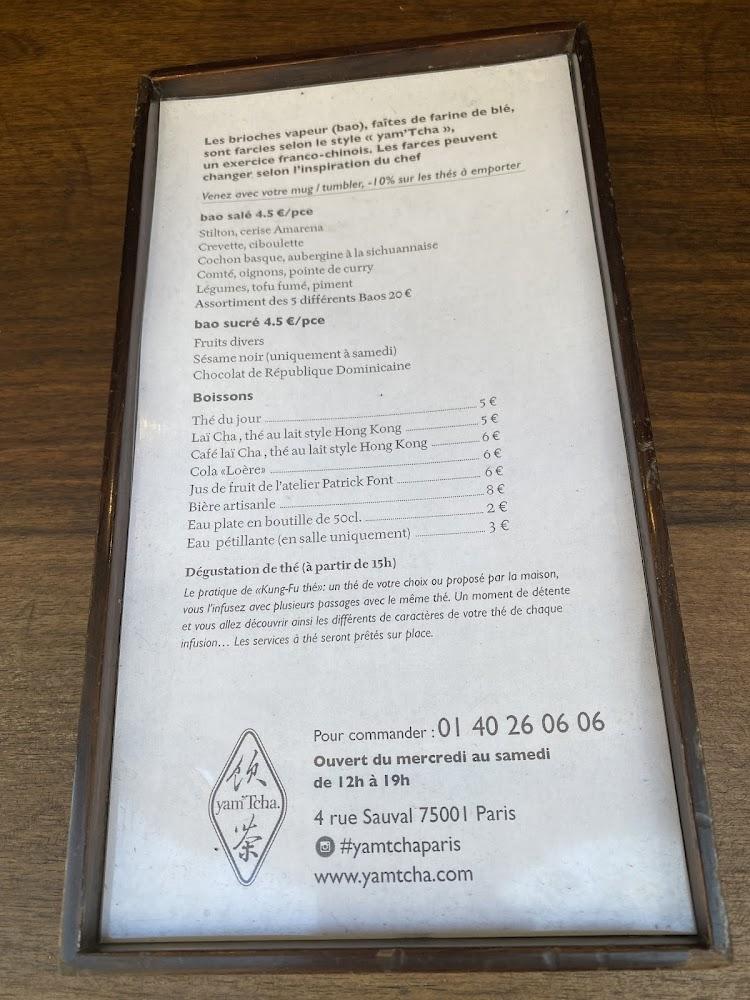 Les brioches vapeur (bao), faîtes de farine de blé,
sont farcies selon le style « yam'Tcha »,
un exercice franco-chinois. Les farces peuvent
changer selon l'inspiration du chef
Venez avec votre mug / tumbler, -10% sur les thés à emporter
bao salé 4.5 €/pce
Stilton, cerise Amarena
Crevette, ciboulette
Cochon basque, aubergine à la sichuannaise
Comté, oignons, pointe de curry
Légumes, tofu fumé, piment
Assortiment des 5 différents Baos 20 €
bao sucré 4.5 €/pce
Fruits divers
Sésame noir (uniquement à samedi)
Chocolat de République Dominicaine
Boissons
Thé du jour 5 €
Laï Cha , thé au lait style Hong Kong 5 €
Café laï Cha , thé au lait style Hong Kong 6 €
Cola «Loère» 6 €
Jus de fruit de l'atelier Patrick Font 6 €
Bière artisanle 8 €
Eau plate en boutille de 50cl. 2 €
Eau pétillante (en salle uniquement) 3 €
Dégustation de thé (à partir de 15h)
Le pratique de «Kung-Fu thé»: un thé de votre choix ou proposé par la maison,
vous l'infusez avec plusieurs passages avec le même thé. Un moment de détente
et vous allez découvrir ainsi les différents de caractères de votre thé de chaque
infusion... Les services à thé seront prêtés sur place.
飲
yam'Tcha.
茶
Pour commander : 01 40 26 06 06
Ouvert du mercredi au samedi
de 12h à 19h
4 rue Sauval 75001 Paris
#yamtchaparis
www.yamtcha.com